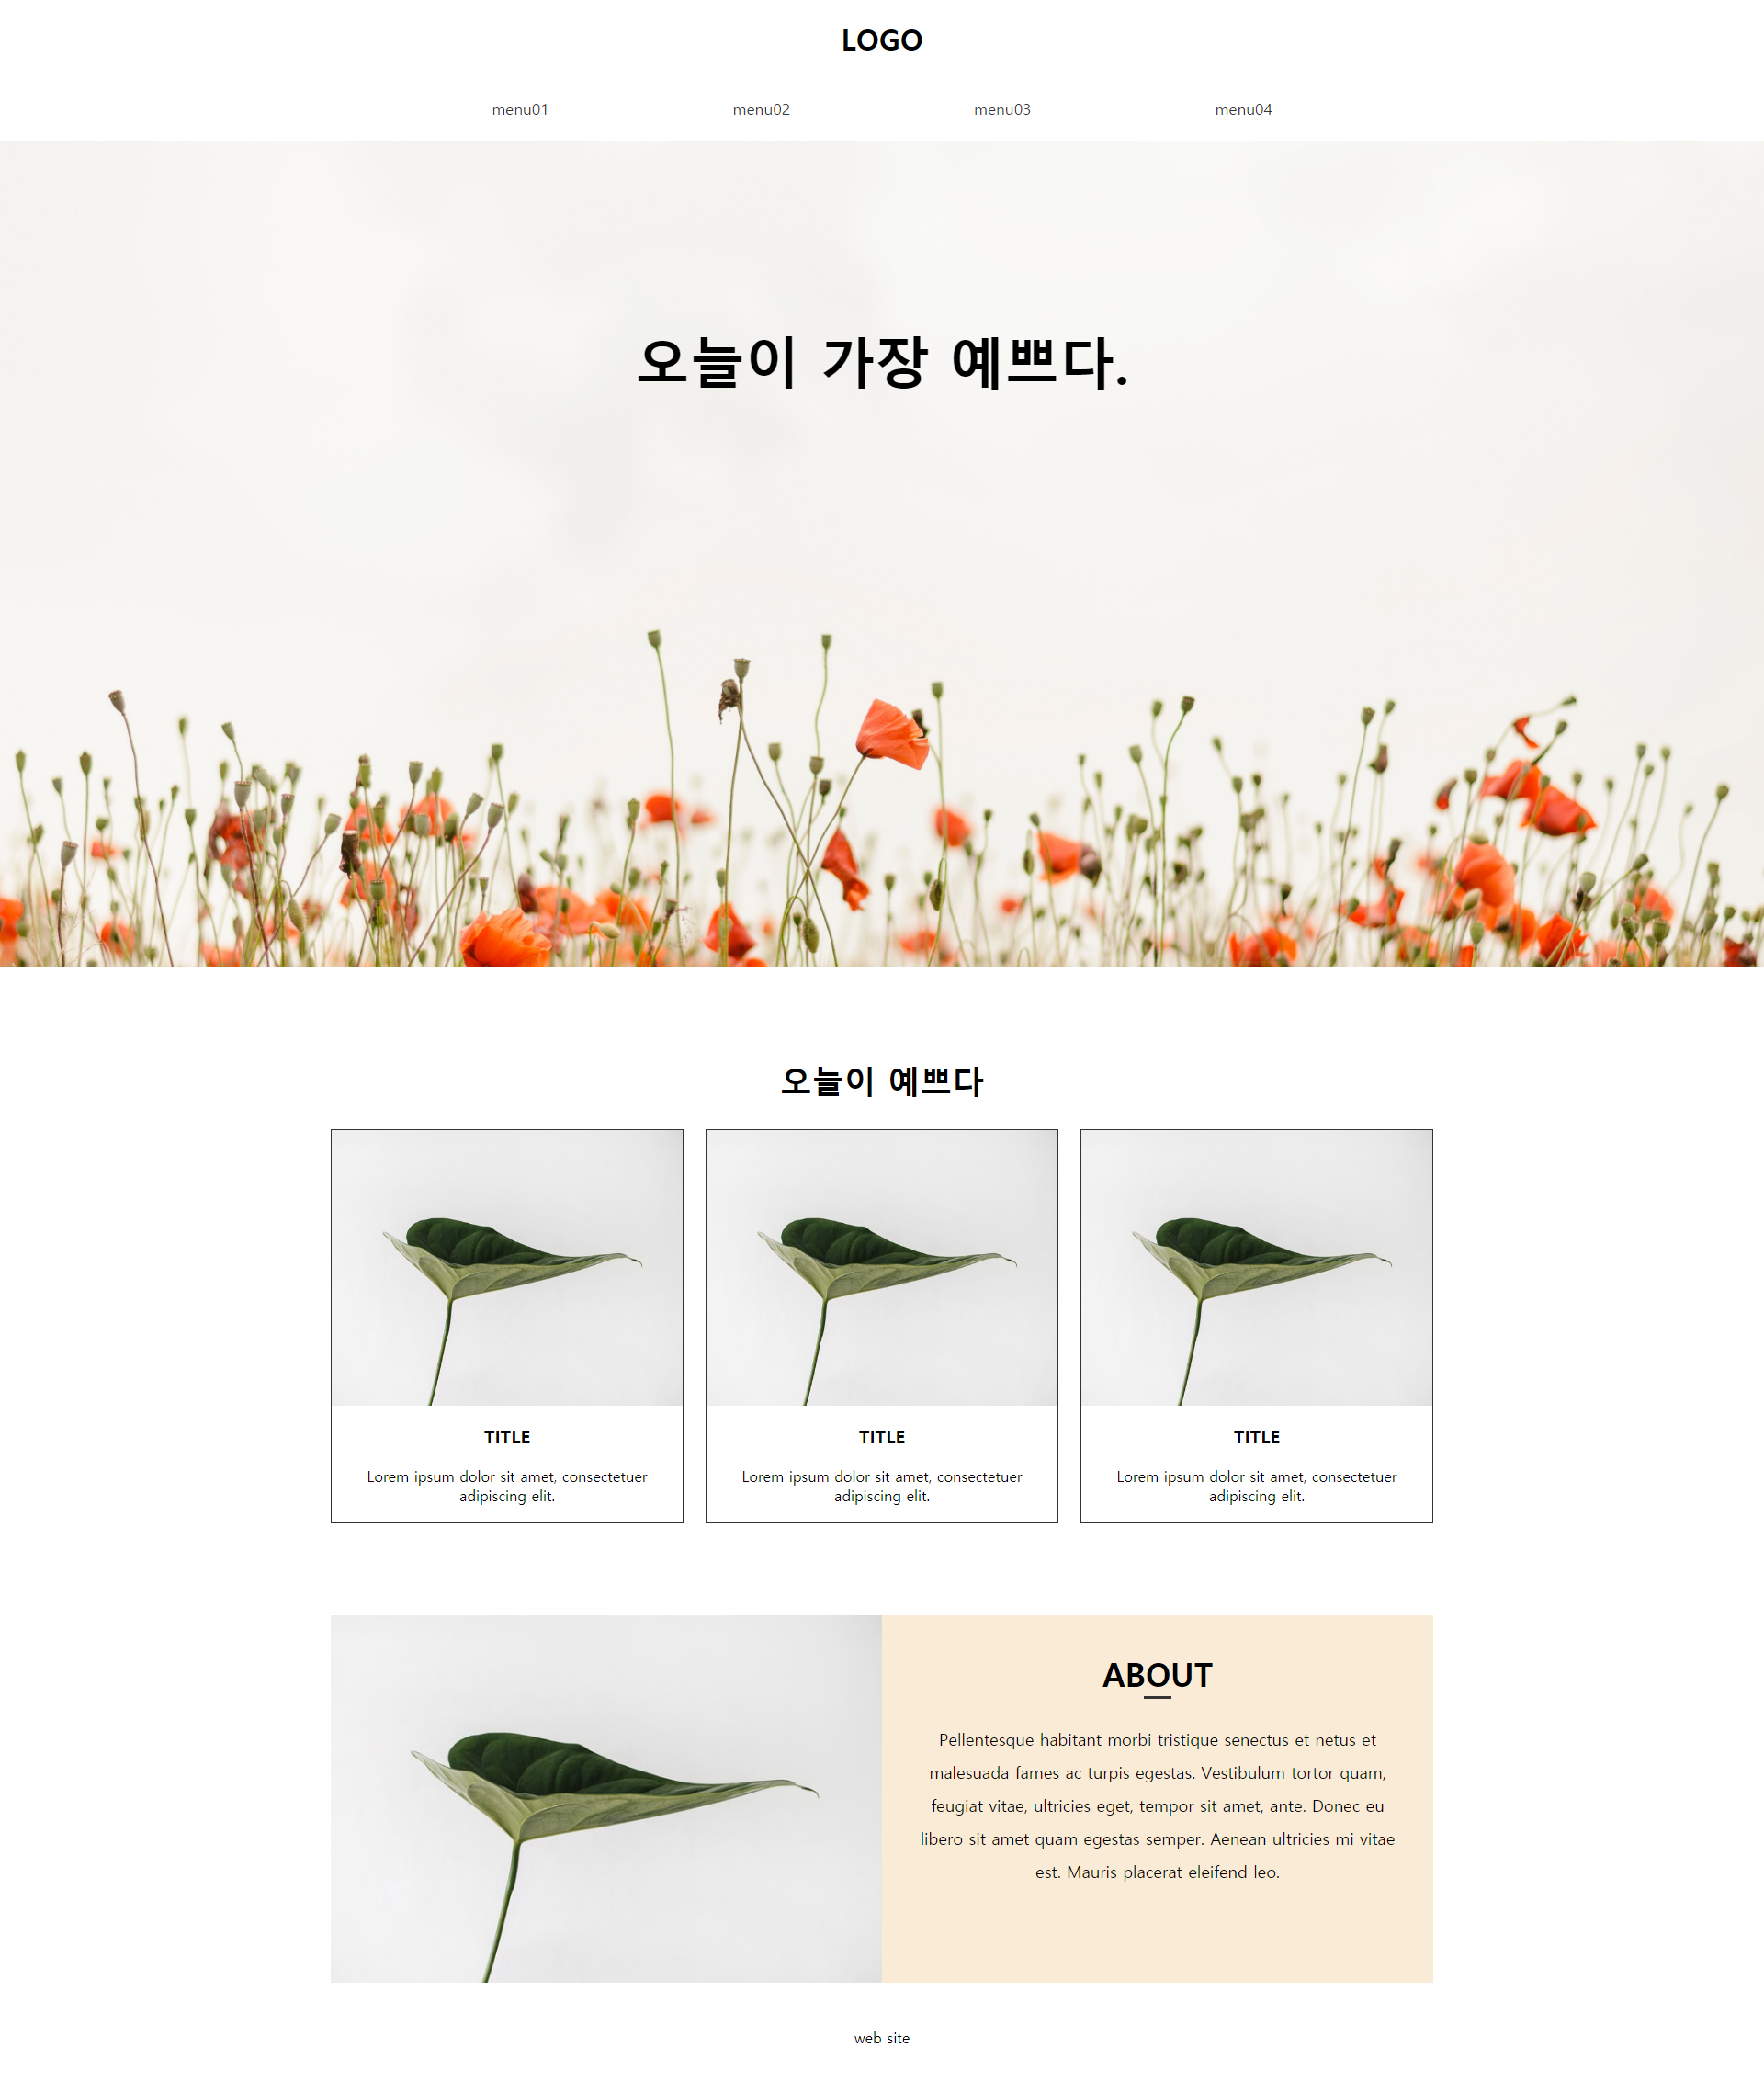 LOGO
menu01 menu02 menu03 menu04
오늘이 가장 예쁘다.
오늘이 예쁘다
TITLE
Lorem ipsum dolor sit amet, consectetuer
adipiscing elit.
TITLE
Lorem ipsum dolor sit amet, consectetuer
adipiscing elit.
TITLE
Lorem ipsum dolor sit amet, consectetuer
adipiscing elit.
ABOUT
Pellentesque habitant morbi tristique senectus et netus et
malesuada fames ac turpis egestas. Vestibulum tortor quam,
feugiat vitae, ultricies eget, tempor sit amet, ante. Donec eu
libero sit amet quam egestas semper. Aenean ultricies mi vitae
est. Mauris placerat eleifend leo.
web site